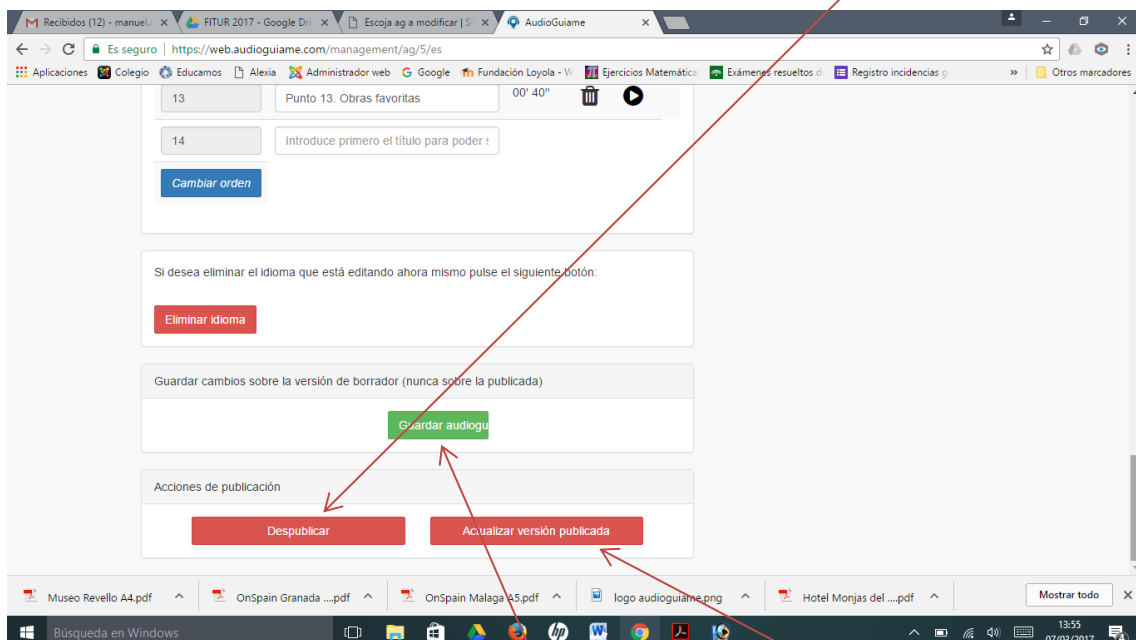 Recibidos (12) - manuel.
FITUR 2017 - Google Dri
Escoja ag a modificar | S
AudioGuiame
Es seguro | https://web.audioguiame.com/management/ag/5/es
Aplicaciones Colegio Educamos Alexia Administrador web Google Fundación Loyola - W Ejercicios Matemática Exámenes resueltos d Registro incidencias g » Otros marcadores
13 Punto 13. Obras favoritas 00' 40"
14 Introduce primero el título para poder s
Cambiar orden
Si desea eliminar el idioma que está editando ahora mismo pulse el siguiente botón:
Eliminar idioma
Guardar cambios sobre la versión de borrador (nunca sobre la publicada)
Guardar audiogu
Acciones de publicación
Despublicar Actualizar versión publicada
Museo Revello A4.pdf OnSpain Granada ....pdf OnSpain Malaga A5.pdf logo audioguiame.png Hotel Monjas del ....pdf Mostrar todo
Búsqueda en Windows 13:55
07/03/2017